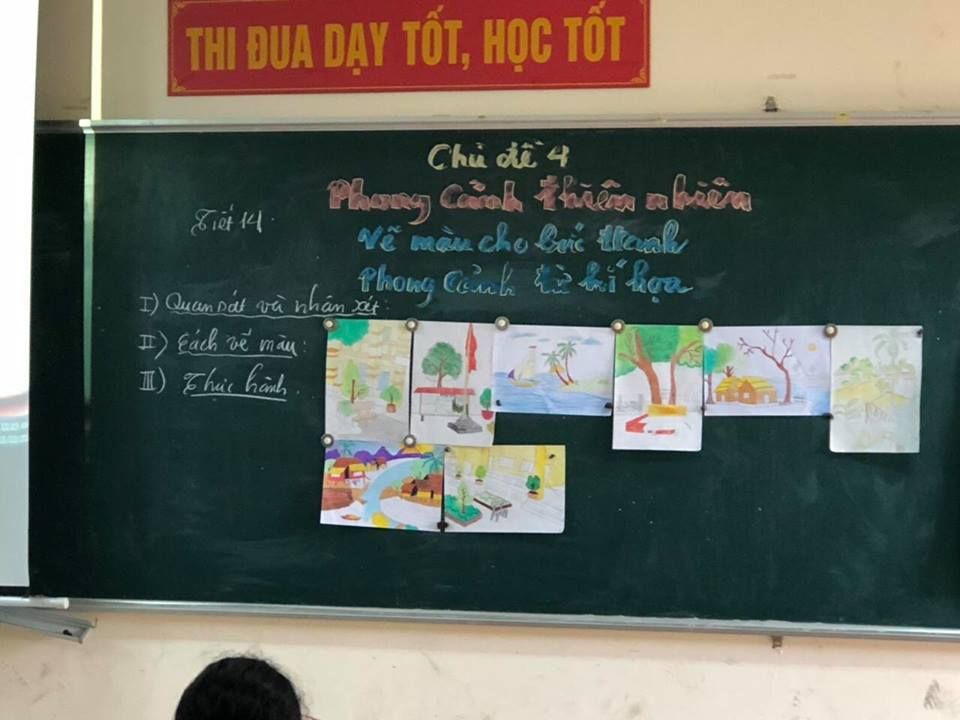 THI ĐUA DẠY TỐT, HỌC TỐT
Chủ đề 4
Phong cảnh thiên nhiên
Tiết 14
Vẽ màu cho bức tranh
Phong cảnh từ kí họa
I) Quan sát và nhận xét:
II) Cách vẽ màu:
III) Thực hành.